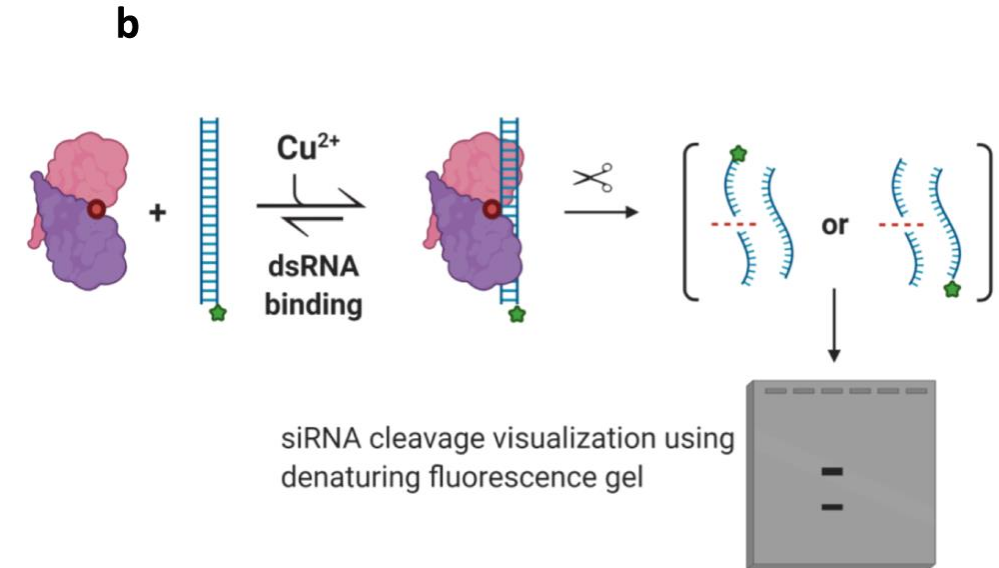 b
Cu²⁺
+
or
dsRNA
binding
siRNA cleavage visualization using
denaturing fluorescence gel